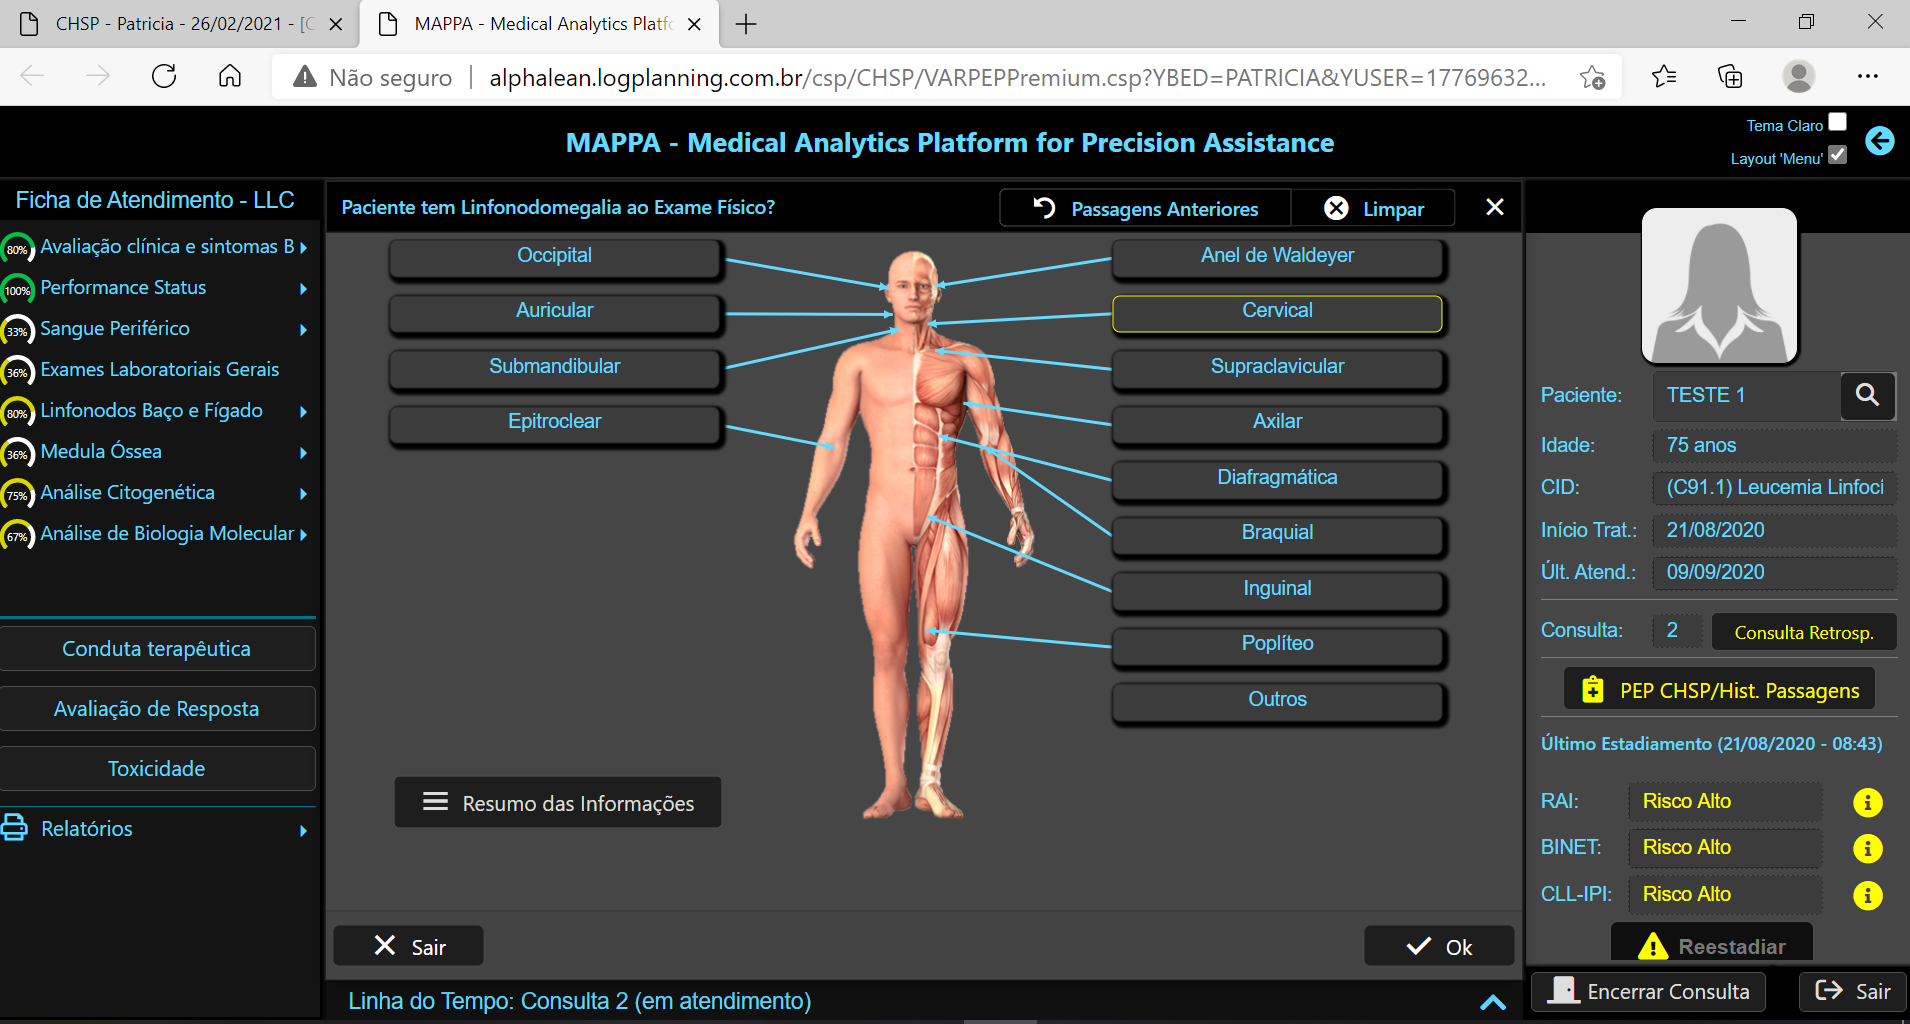 CHSP - Patricia - 26/02/2021 - [C
MAPPA - Medical Analytics Platfo
Não seguro
alphalean.logplanning.com.br/csp/CHSP/VARPEPPremium.csp?YBED=PATRICIA&YUSER=17769632...
MAPPA - Medical Analytics Platform for Precision Assistance
Tema Claro
Layout 'Menu'
Ficha de Atendimento - LLC
80% Avaliação clínica e sintomas B
100% Performance Status
33% Sangue Periférico
36% Exames Laboratoriais Gerais
80% Linfonodos Baço e Fígado
36% Medula Óssea
75% Análise Citogenética
67% Análise de Biologia Molecular
Conduta terapêutica
Avaliação de Resposta
Toxicidade
Relatórios
Paciente tem Linfonodomegalia ao Exame Físico?
Passagens Anteriores
Limpar
Occipital
Auricular
Submandibular
Epitroclear
Anel de Waldeyer
Cervical
Supraclavicular
Axilar
Diafragmática
Braquial
Inguinal
Poplíteo
Outros
Resumo das Informações
Sair
Ok
Linha do Tempo: Consulta 2 (em atendimento)
Paciente: TESTE 1
Idade: 75 anos
CID: (C91.1) Leucemia Linfocí
Início Trat.: 21/08/2020
Últ. Atend.: 09/09/2020
Consulta: 2 Consulta Retrosp.
PEP CHSP/Hist. Passagens
Último Estadiamento (21/08/2020 - 08:43)
RAI: Risco Alto
BINET: Risco Alto
CLL-IPI: Risco Alto
Reestadiar
Encerrar Consulta
Sair